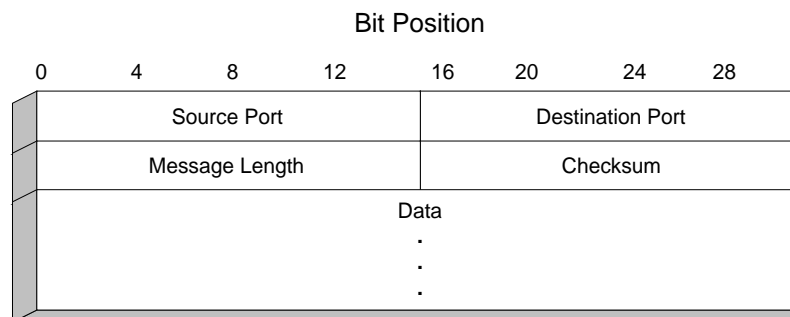 Bit Position
0 4 8 12 16 20 24 28
Source Port Destination Port
Message Length Checksum
Data
.
.
.